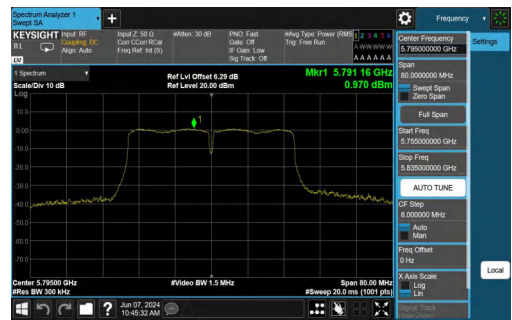 Spectrum Analyzer 1
Swept SA
Frequency
KEYSIGHT
RL
Input: RF
Coupling: DC
Align: Auto
Input Z: 50 Ω
Corr CCorr RCal
Freq Ref: Int (S)
#Atten: 30 dB
PNO: Fast
Gate: Off
IF Gain: Low
Sig Track: Off
#Avg Type: Power (RMS
Trig: Free Run
1 2 3 4 5 6
A W W W W W
A A A A A A
LV
1 Spectrum
Scale/Div 10 dB
Log
Ref Lvl Offset 6.29 dB
Ref Level 20.00 dBm
Mkr1 5.791 16 GHz
0.970 dBm
1
10.0
0.00
-10.0
-20.0
-30.0
-40.0
-50.0
-60.0
-70.0
Center 5.79500 GHz
#Res BW 300 kHz
#Video BW 1.5 MHz
Span 80.00 MHz
#Sweep 20.0 ms (1001 pts)
Center Frequency
5.795000000 GHz
Settings
Span
80.0000000 MHz
Swept Span
Zero Span
Full Span
Start Freq
5.755000000 GHz
Stop Freq
5.835000000 GHz
AUTO TUNE
CF Step
8.000000 MHz
Auto
Man
Freq Offset
0 Hz
X Axis Scale
Log
Lin
Local
Signal Track
?
Jun 07, 2024
10:45:32 AM